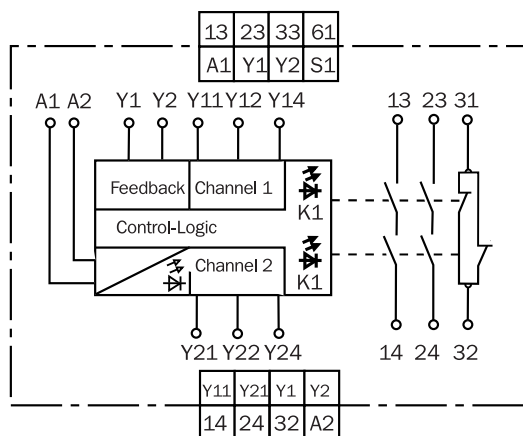 13 23 33 61
A1 Y1 Y2 S1
A1 A2 Y1 Y2 Y11 Y12 Y14 13 23 31
Feedback Channel 1
K1
Control-Logic
Channel 2
K1
Y21 Y22 Y24 14 24 32
Y11 Y21 Y1 Y2
14 24 32 A2